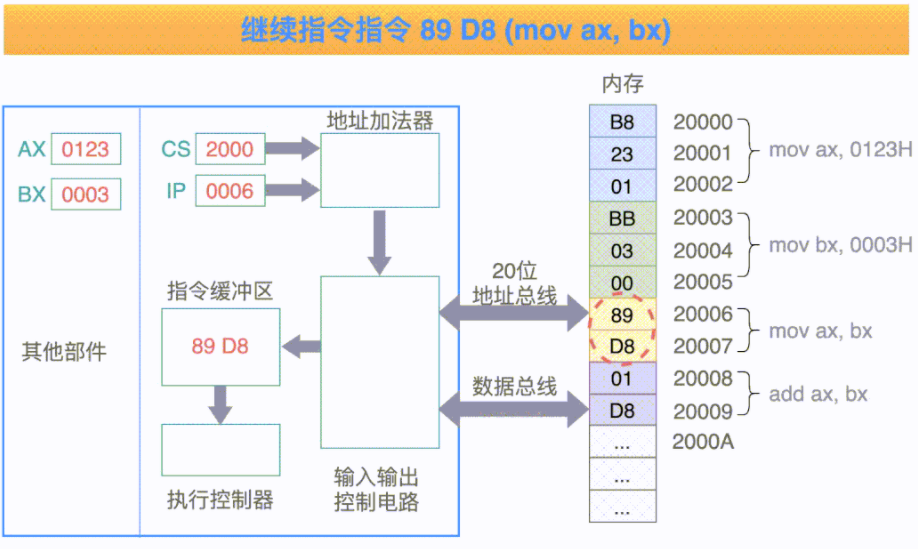 继续指令指令 89 D8 (mov ax, bx)
内存
地址加法器
AX 0123
BX 0003
CS 2000
IP 0006
指令缓冲区
89 D8
其他部件
执行控制器
输入输出
控制电路
20位
地址总线
数据总线
B8 20000
23 20001
01 20002
mov ax, 0123H
BB 20003
03 20004
00 20005
mov bx, 0003H
89 20006
D8 20007
mov ax, bx
01 20008
D8 20009
add ax, bx
... 2000A
...
...